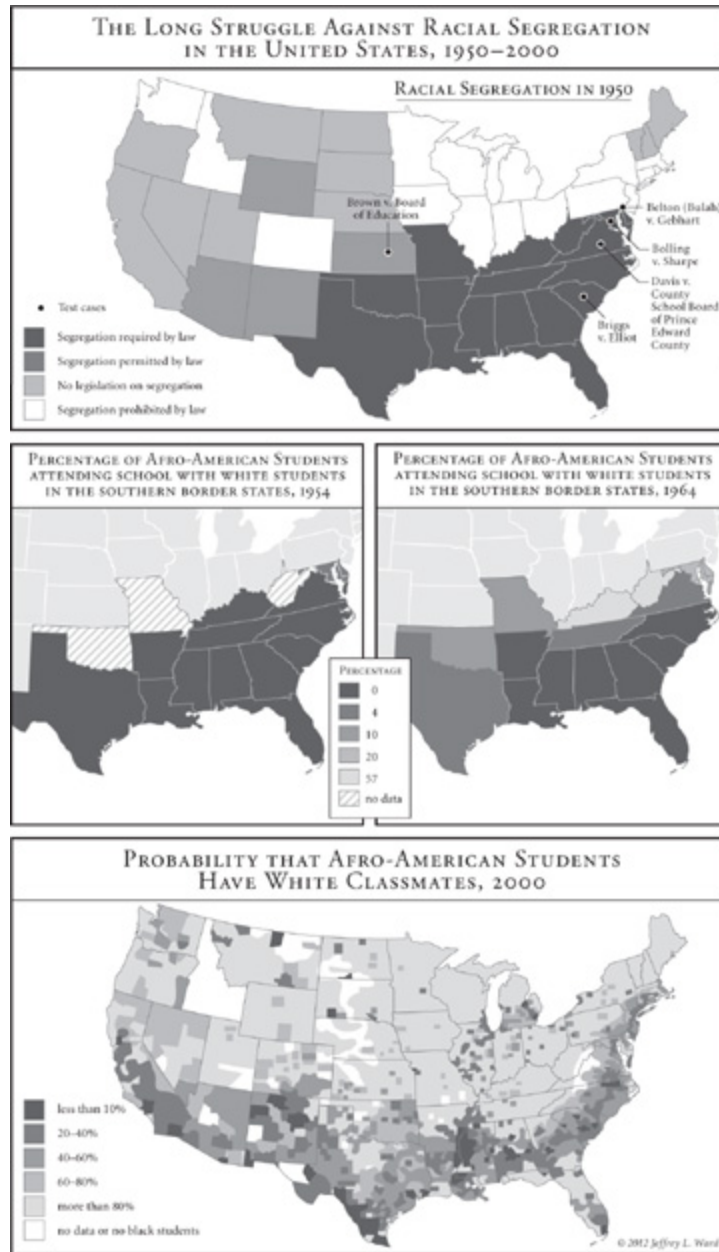 THE LONG STRUGGLE AGAINST RACIAL SEGREGATION
IN THE UNITED STATES, 1950–2000
RACIAL SEGREGATION IN 1950
Brown v. Board
of Education
Belton (Bulah)
v. Gebhart
Bolling
v. Sharpe
Davis v.
County
School Board
of Prince
Edward
County
Briggs
v. Elliot
Test cases
Segregation required by law
Segregation permitted by law
No legislation on segregation
Segregation prohibited by law
PERCENTAGE OF AFRO-AMERICAN STUDENTS
ATTENDING SCHOOL WITH WHITE STUDENTS
IN THE SOUTHERN BORDER STATES, 1954
PERCENTAGE OF AFRO-AMERICAN STUDENTS
ATTENDING SCHOOL WITH WHITE STUDENTS
IN THE SOUTHERN BORDER STATES, 1964
PERCENTAGE
0
4
10
20
57
no data
PROBABILITY THAT AFRO-AMERICAN STUDENTS
HAVE WHITE CLASSMATES, 2000
less than 10%
20–40%
40–60%
60–80%
more than 80%
no data or no black students
© 2012 Jeffrey L. Ward